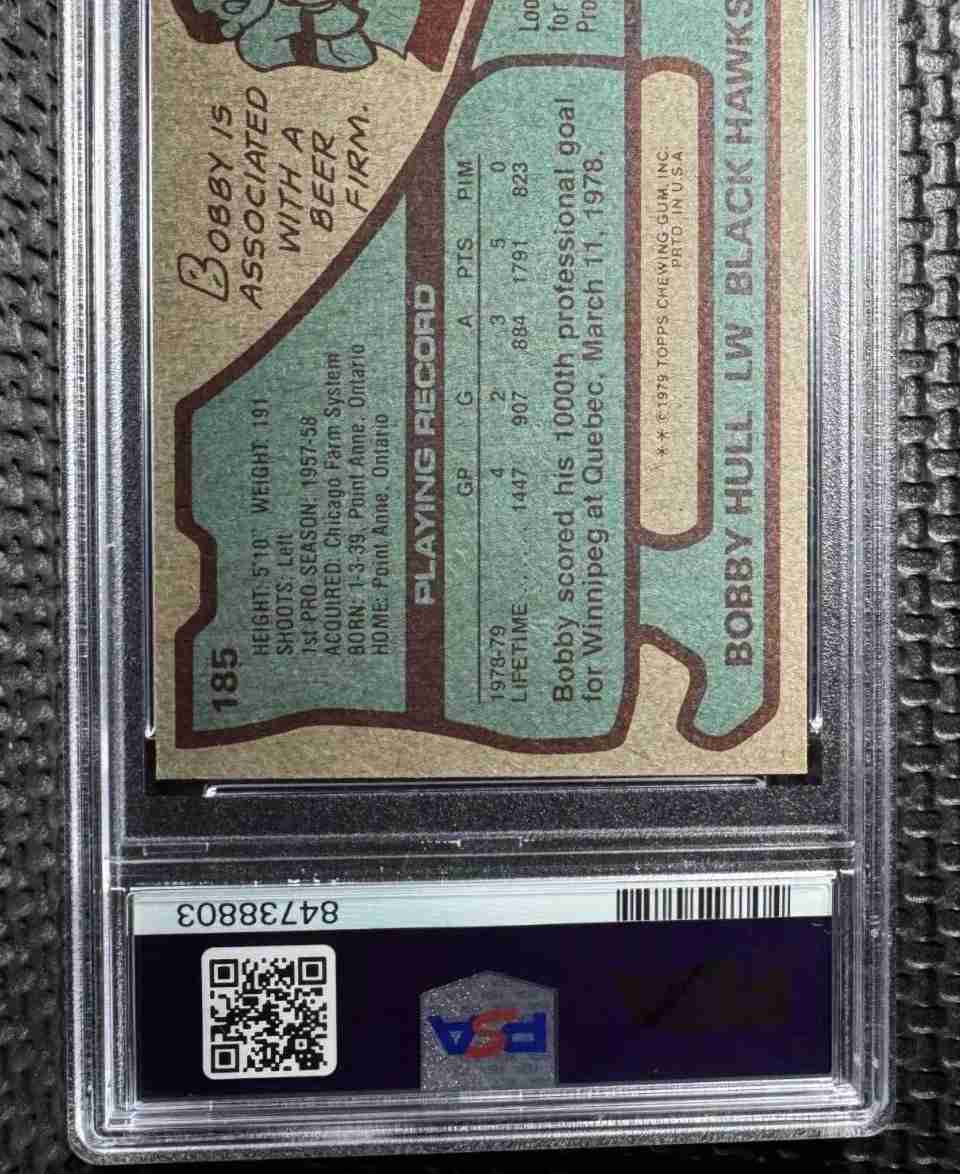 185
HEIGHT: 5'10" WEIGHT: 191
SHOOTS: Left
1st PRO SEASON: 1957-58
ACQUIRED: Chicago Farm System
BORN: 1-3-39, Point Anne, Ontario
HOME: Point Anne, Ontario
BOBBY IS
ASSOCIATED
WITH A
BEER
FIRM.
PLAYING RECORD
GP G A PTS PIM
1978-79 4 2 3 5 0
LIFETIME.... 1447 907 884 1791 823
Bobby scored his 1000th professional goal
for Winnipeg at Quebec, March 11, 1978.
Loo
for
Pro
** ©1979 TOPPS CHEWING GUM, INC.
PRTD. IN U.S.A.
BOBBY HULL LW BLACK HAWKS
84738803
PSA